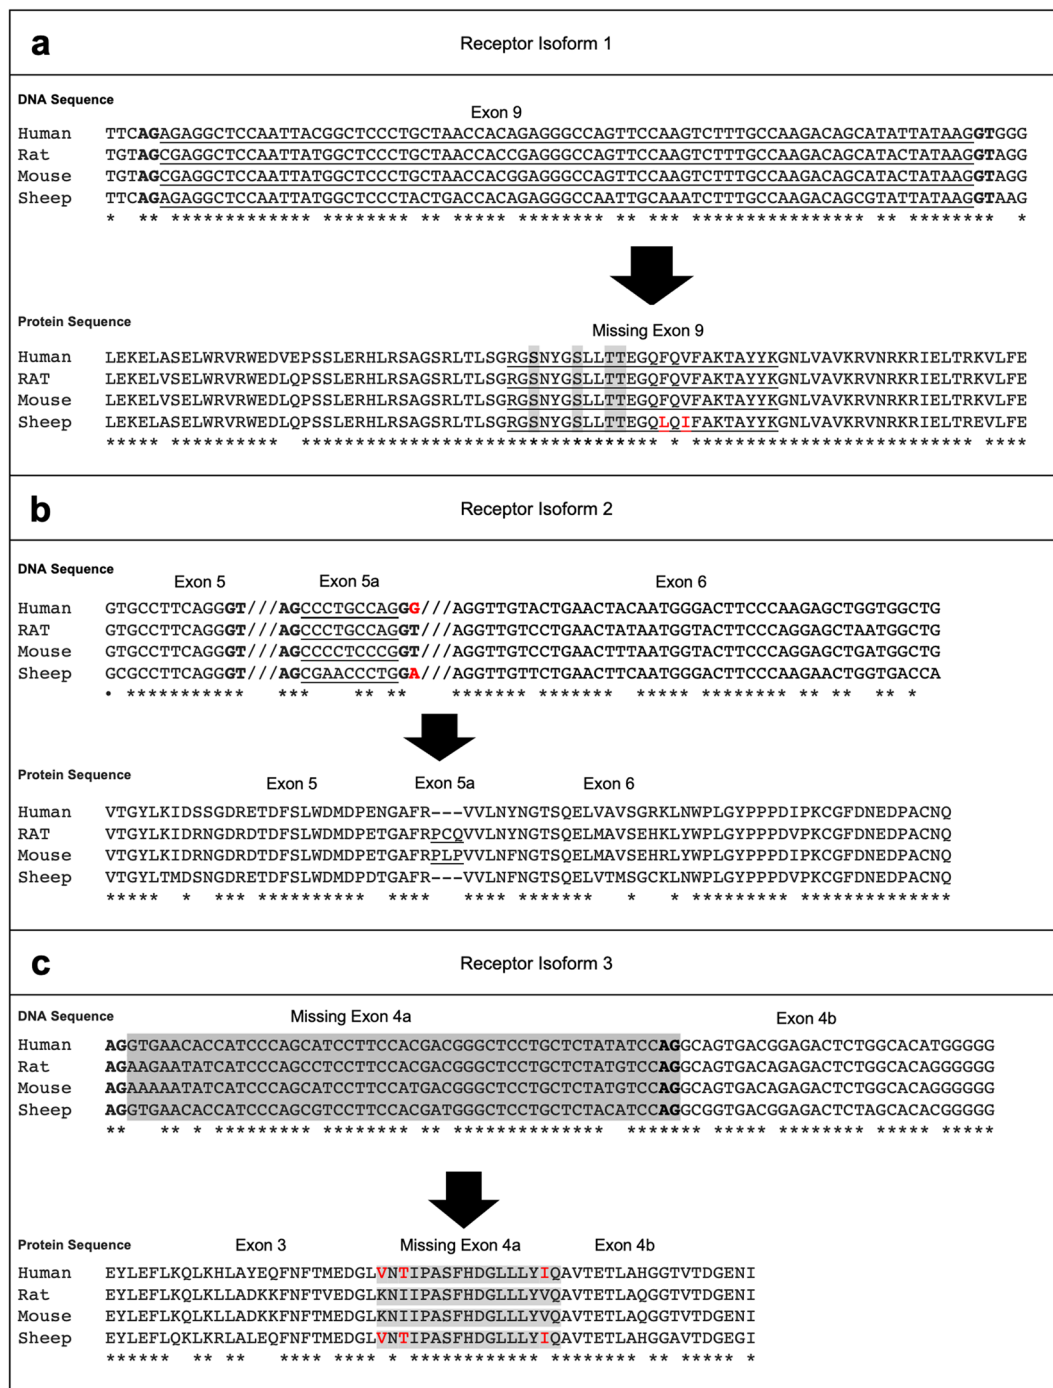 a
Receptor Isoform 1
DNA Sequence
Exon 9
Human TTCAGAGAGGCTCCAATTACGGCTCCCTGCTAACCACAGAGGGCCAGTTCCAAGTCTTTGCCAAGACAGCATATTATAAGGTGGG
Rat TGTAGCGAGGCTCCAATTATGGCTCCCTGCTAACCACCGAGGGCCAGTTCCAAGTCTTTGCCAAGACAGCATACTATAAGGTAGG
Mouse TGTAGCGAGGCTCCAATTATGGCTCCCTGCTAACCACGGAGGGCCAGTTCCAAGTCTTTGCCAAGACAGCATACTATAAGGTAGG
Sheep TTCAGAGAGGCTCCAATTATGGCTCCCTACTGACCACAGAGGGCCAATTGCAAATCTTTGCCAAGACAGCGTATTATAAGGTAAG
* ** ************* ******** ** ***** ******** ** *** **************** ** ********* *
Protein Sequence
Missing Exon 9
Human LEKELASELWRVRWEDVEPSSLERHLRSAGSRLTLSGRGSNYGSLLTTEGQFQVFAKTAYYKGNLVAVKRVNRKRIELTRKVLFE
RAT LEKELVSELWRVRWEDLQPSSLERHLRSAGSRLTLSGRGSNYGSLLTTEGQFQVFAKTAYYKGNLVAVKRVNRKRIELTRKVLFE
Mouse LEKELVSELWRVRWEDLQPSSLERHLRSAGSRLTLSGRGSNYGSLLTTEGQFQVFAKTAYYKGNLVAVKRVNRKRIELTRKVLFE
Sheep LEKELASELWRVRWEDLQPSSLERHLRSAGSRLTLSGRGSNYGSLLTTEGQLQIFAKTAYYKGNLVAVKRVNRKRIELTREVLFE
***** ********** ****************************** * * ************************** ****
b
Receptor Isoform 2
DNA Sequence
Exon 5 Exon 5a Exon 6
Human GTGCCTTCAGGGT///AGCCCTGCCAGGG///AGGTTGTACTGAACTACAATGGGACTTCCCAAGAGCTGGTGGCTG
RAT GTGCCTTCAGGGT///AGCCCTGCCAGGT///AGGTTGTCCTGAACTATAATGGTACTTCCCAGGAGCTAATGGCTG
Mouse GTGCCTTCAGGGT///AGCCCCTCCCGGT///AGGTTGTCCTGAACTTTAATGGGACTTCCCAGGAGCTGATGGCTG
Sheep GCGCCTTCAGGGT///AGCGAACCCTGGA///AGGTTGTTCTGAACTTCAATGGGACTTCCCAAGAACTGGTGACCA
• *********** *** ** ** ******* ******* ***** ******** ** ** ** *
Protein Sequence
Exon 5 Exon 5a Exon 6
Human VTGYLKIDSSGDRETDFSLWDMDPENGAFR---VVLNYNGTSQELVAVSGRKLNWPLGYPPPDIPKCGFDNEDPACNQ
RAT VTGYLKIDRNGDRDTDFSLWDMDPETGAFRPCQVVLNYNGTSQELMAVSEHKLYWPLGYPPPDVPKCGFDNEDPACNQ
Mouse VTGYLKIDRNGDRDTDFSLWDMDPETGAFRPLPVVLNFNGTSQELMAVSEHRLYWPLGYPPPDIPKCGFDNEDPACNQ
Sheep VTGYLTMDSNGDRETDFSLWDMDPDTGAFR---VVLNFNGTSQELVTMSGCKLNWPLGYPPPDVPKCGFDNEDPACNQ
***** * *** ********** **** **** ******* * * ********* **************
c
Receptor Isoform 3
DNA Sequence
Missing Exon 4a Exon 4b
Human AGGTGAACACCATCCCAGCATCCTTCCACGACGGGCTCCTGCTCTATATCCAGGCAGTGACGGAGACTCTGGCACATGGGGG
Rat AGAAGAATATCATCCCAGCATCCTTCCACGACGGGCTCCTGCTCTATGTCCAGGCAGTGACAGAGACTCTGGCACAGGGGGG
Mouse AGAAAAATATCATCCCAGCATCCTTCCATGACGGGCTCCTGCTCTATGTCCAGGCAGTGACAGAGACTCTGGCACAGGGGGG
Sheep AGGTGAACACCATCCCAGCGTCCTTCCACGATGGGCTCCTGCTCTACATCCAGGCGGTGACGGAGACTCTAGCACACGGGGG
** ** * ********* ******** ** ************** ******* ***** ******** ***** *****
Protein Sequence
Exon 3 Missing Exon 4a Exon 4b
Human EYLEFLKQLKHLAYEQFNFTMEDGLVNTIPASFHDGLLLYIQAVTETLAHGGTVTDGENI
Rat EYLEFLKQLKLLADKKFNFTVEDGLKNIIPASFHDGLLLYVQAVTETLAQGGTVTDGENI
Mouse EYLEFLKQLKLLADKKFNFTMEDGLKNIIPASFHDGLLLYVQAVTETLAQGGTVTDGENI
Sheep EYLEFLQKLKRLALEQFNFTMEDGLVNTIPASFHDGLLLYIQAVTETLAHGGAVTDGEGI
****** ** ** **** **** * ************ ******* ** ***** *